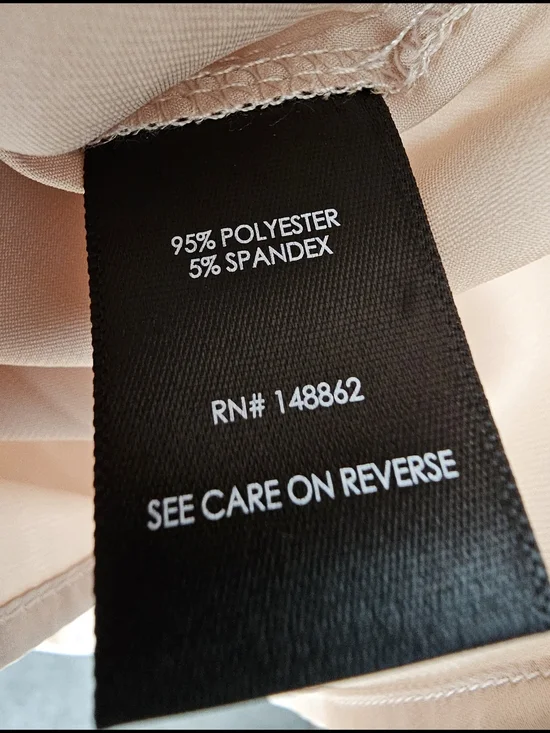 95% POLYESTER
5% SPANDEX
RN# 148862
SEE CARE ON REVERSE